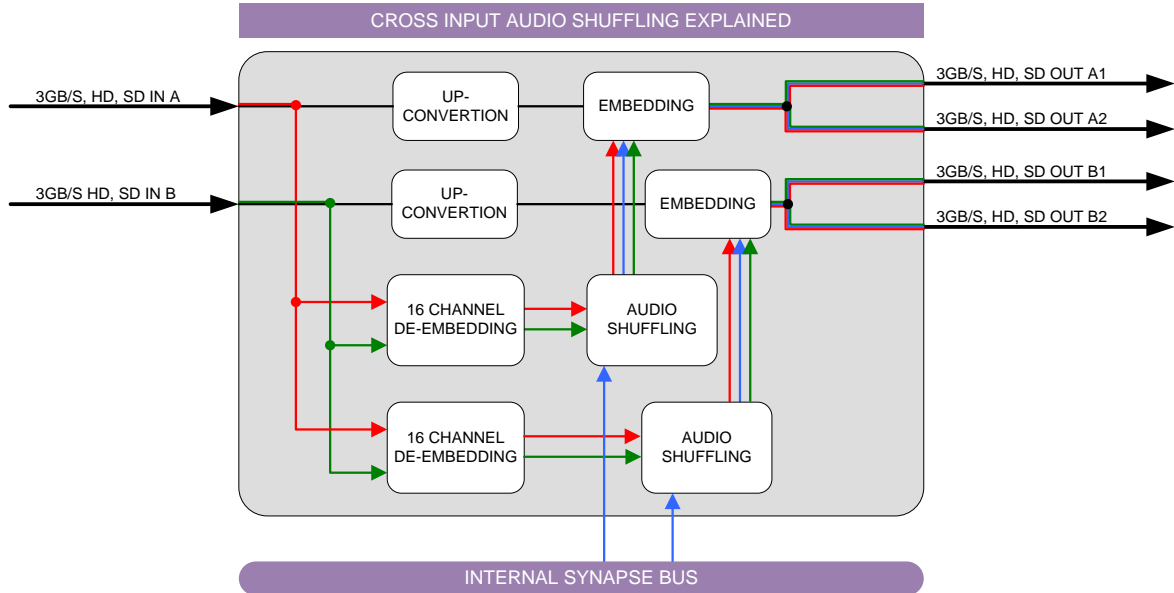 CROSS INPUT AUDIO SHUFFLING EXPLAINED
3GB/S, HD, SD IN A
UP-
CONVERTION
EMBEDDING
3GB/S, HD, SD OUT A1
3GB/S, HD, SD OUT A2
3GB/S HD, SD IN B
UP-
CONVERTION
EMBEDDING
3GB/S, HD, SD OUT B1
3GB/S, HD, SD OUT B2
16 CHANNEL
DE-EMBEDDING
AUDIO
SHUFFLING
16 CHANNEL
DE-EMBEDDING
AUDIO
SHUFFLING
INTERNAL SYNAPSE BUS